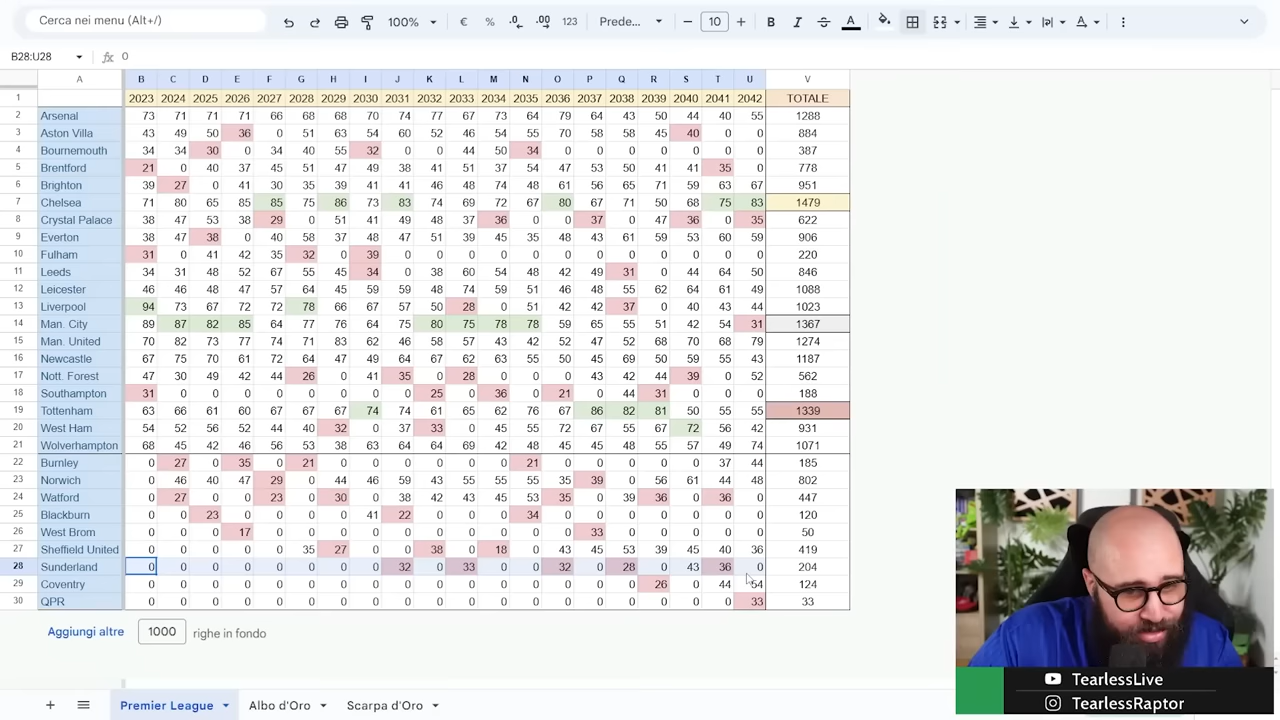 Cerca nei menu (Alt+/) 100% € % .0 .00 123 Prede... − 10 + B I A
B28:U28 fx 0
A B C D E F G H I J K L M N O P Q R S T U V
1 2023 2024 2025 2026 2027 2028 2029 2030 2031 2032 2033 2034 2035 2036 2037 2038 2039 2040 2041 2042 TOTALE
2 Arsenal 73 71 71 71 66 68 68 70 74 77 67 73 64 79 64 43 50 44 40 55 1288
3 Aston Villa 43 49 50 36 0 51 63 54 60 52 46 54 55 70 58 58 45 40 0 0 884
4 Bournemouth 34 34 30 0 34 40 55 32 0 0 44 50 34 0 0 0 0 0 0 0 387
5 Brentford 21 0 40 37 45 51 47 49 38 41 51 37 54 47 53 50 41 41 35 0 778
6 Brighton 39 27 0 41 30 35 39 41 41 46 48 74 48 61 56 65 71 59 63 67 951
7 Chelsea 71 80 65 85 85 75 86 73 83 74 69 72 67 80 67 71 50 68 75 83 1479
8 Crystal Palace 38 47 53 38 29 0 51 41 49 48 37 36 0 0 37 0 47 36 0 35 622
9 Everton 38 47 38 0 40 58 37 48 47 51 39 45 35 48 43 61 59 53 60 59 906
10 Fulham 31 0 41 42 35 32 0 39 0 0 0 0 0 0 0 0 0 0 0 0 220
11 Leeds 34 31 48 52 67 55 45 34 0 38 60 54 48 42 49 31 0 44 64 50 846
12 Leicester 46 46 48 47 57 64 45 59 59 48 74 59 51 46 48 55 62 64 61 49 1088
13 Liverpool 94 73 67 72 72 78 66 67 57 50 28 0 51 42 42 37 0 40 43 44 1023
14 Man. City 89 87 82 85 64 77 76 64 75 80 75 78 78 59 65 55 51 42 54 31 1367
15 Man. United 70 82 73 77 74 71 83 62 46 58 57 43 42 52 47 52 68 70 68 79 1274
16 Newcastle 67 75 70 61 72 64 47 49 64 67 62 63 55 50 45 69 50 59 55 43 1187
17 Nott. Forest 47 30 49 42 44 26 0 41 35 0 28 0 0 0 43 42 44 39 0 52 562
18 Southampton 31 0 0 0 0 0 0 0 0 25 0 36 0 21 0 44 31 0 0 0 188
19 Tottenham 63 66 61 60 67 67 67 74 74 61 65 62 76 67 86 82 81 50 55 55 1339
20 West Ham 54 52 56 52 44 40 32 0 37 33 0 45 55 72 67 55 67 72 56 42 931
21 Wolverhampton 68 45 42 46 56 53 38 63 64 64 69 42 48 45 45 48 55 57 49 74 1071
22 Burnley 0 27 0 35 0 21 0 0 0 0 0 0 21 0 0 0 0 0 37 44 185
23 Norwich 0 46 40 47 29 0 44 46 59 43 55 55 55 35 39 0 56 61 44 48 802
24 Watford 0 27 0 0 23 0 30 0 38 42 43 45 53 35 0 39 36 0 36 0 447
25 Blackburn 0 0 23 0 0 0 0 41 22 0 0 0 34 0 0 0 0 0 0 0 120
26 West Brom 0 0 0 17 0 0 0 0 0 0 0 0 0 0 33 0 0 0 0 0 50
27 Sheffield United 0 0 0 0 0 35 27 0 0 38 0 18 0 43 45 53 39 45 40 36 419
28 Sunderland 0 0 0 0 0 0 0 0 32 0 33 0 0 32 0 28 0 43 36 0 204
29 Coventry 0 0 0 0 0 0 0 0 0 0 0 0 0 0 0 0 26 0 44 54 124
30 QPR 0 0 0 0 0 0 0 0 0 0 0 0 0 0 0 0 0 0 0 33 33
Aggiungi altre 1000 righe in fondo
TearlessLive
TearlessRaptor
+ Premier League Albo d'Oro Scarpa d'Oro